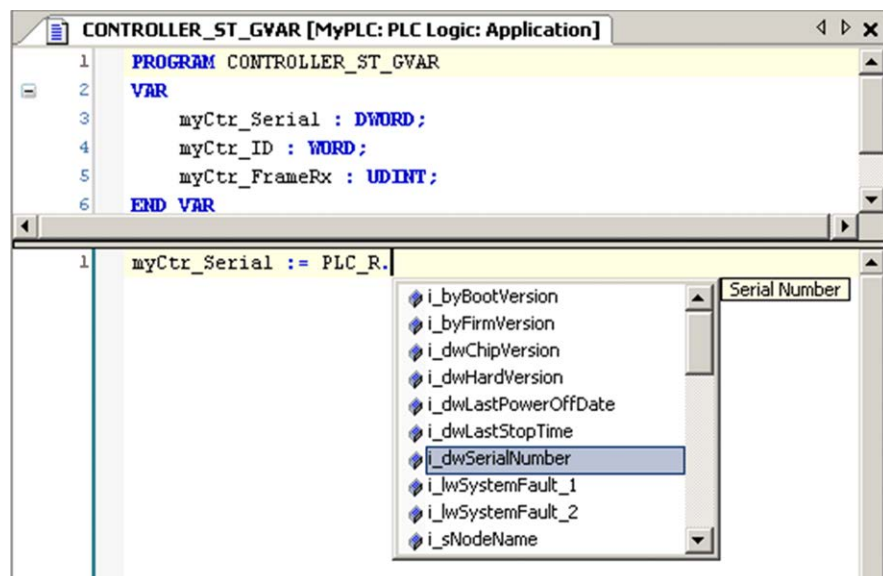 CONTROLLER_ST_GVAR [MyPLC: PLC Logic: Application]
1 PROGRAM CONTROLLER_ST_GVAR
2 VAR
3 myCtr_Serial : DWORD;
4 myCtr_ID : WORD;
5 myCtr_FrameRx : UDINT;
6 END_VAR
1 myCtr_Serial := PLC_R.
i_byBootVersion
i_byFirmVersion
i_dwChipVersion
i_dwHardVersion
i_dwLastPowerOffDate
i_dwLastStopTime
i_dwSerialNumber
Serial Number
i_lwSystemFault_1
i_lwSystemFault_2
i_sNodeName